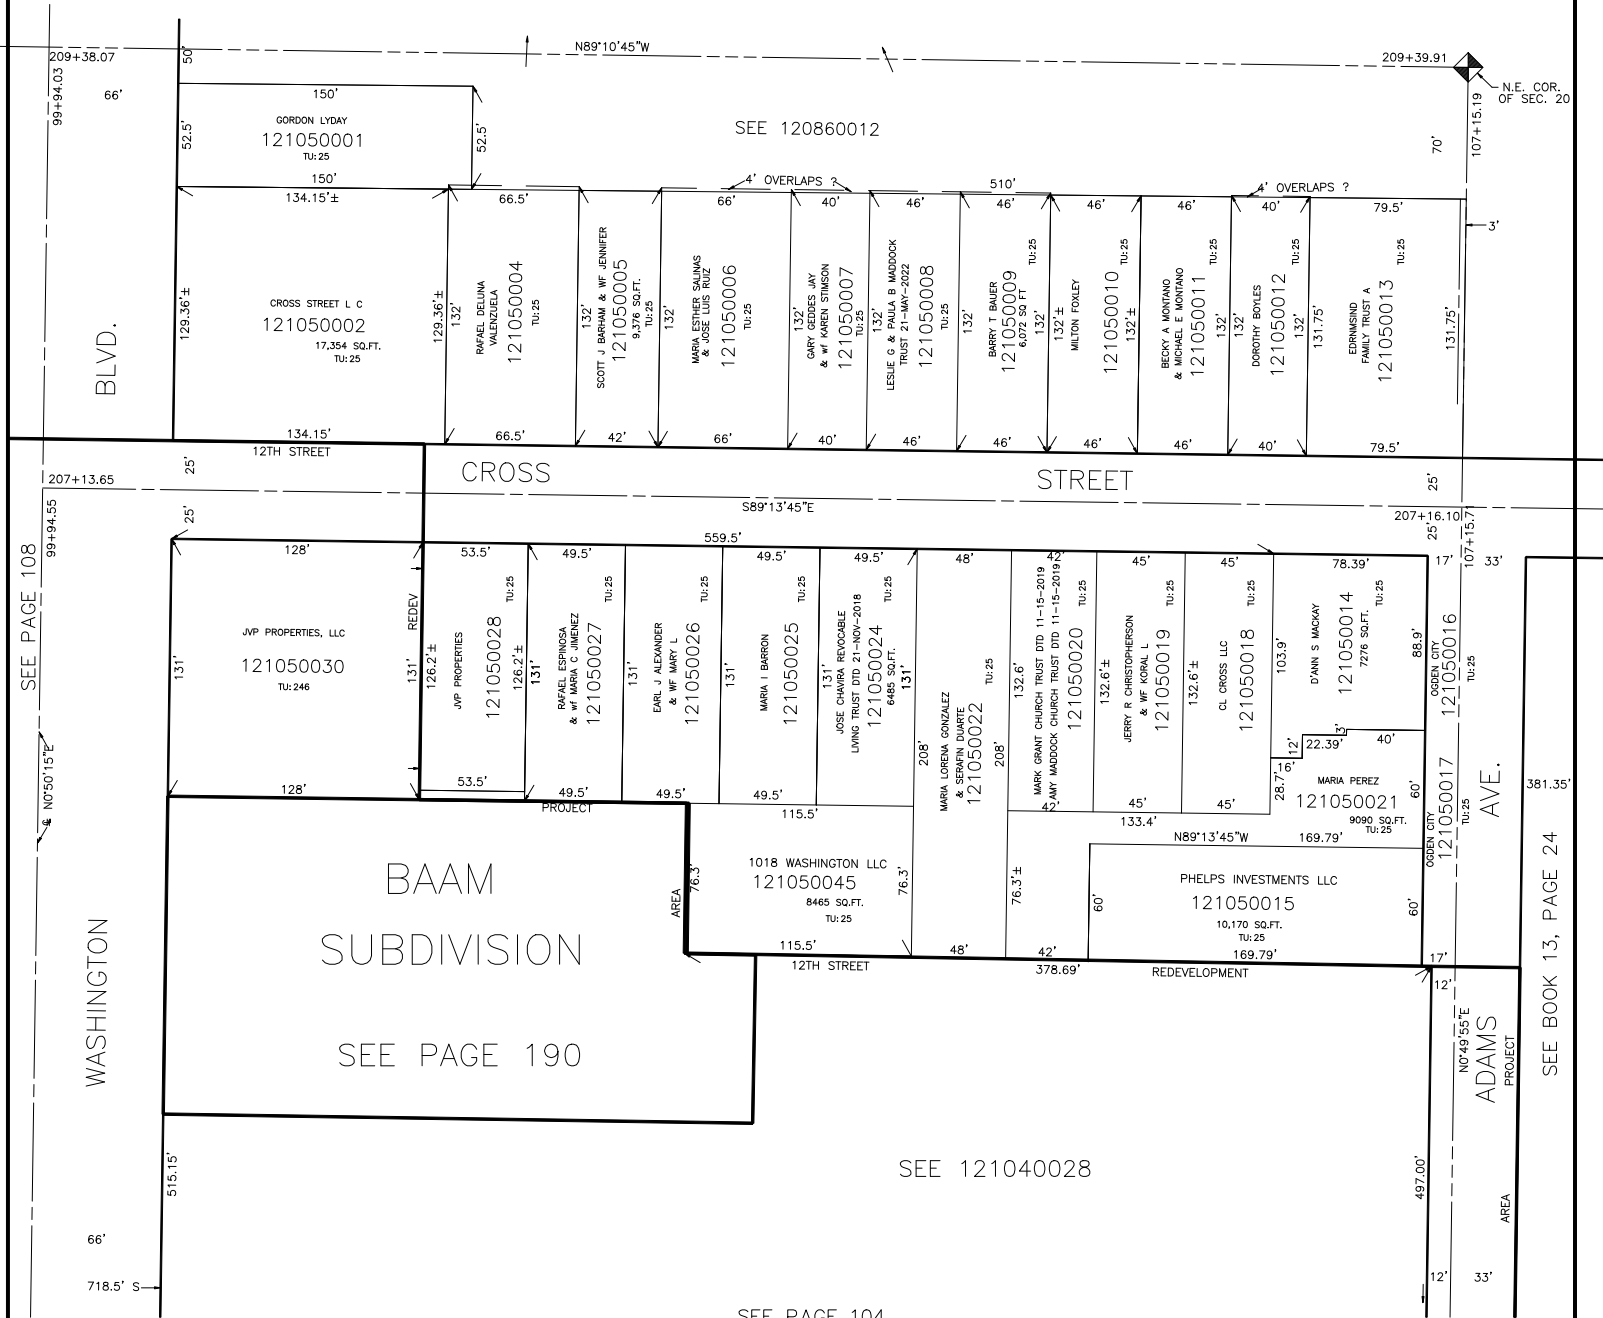 N89°10'45"W
209+38.07
209+39.91
50'
99+94.03
66'
N.E. COR.
OF SEC. 20
107+15.19
70'
150'
GORDON LYDAY
121050001
TU:25
52.5'
52.5'
150'
SEE 120860012
4' OVERLAPS ?
510'
4' OVERLAPS ?
3'
134.15'±
129.36'±
CROSS STREET L C
121050002
17,354 SQ.FT.
TU:25
129.36'±
134.15'
66.5'
132'
RAFAEL DELUNA
VALENZUELA
121050004
TU:25
66.5'
132'
SCOTT J BARHAM & WF JENNIFER
121050005
9,376 SQ.FT.
TU:25
42'
66'
132'
MARIA ESTHER SALINAS
& JOSE LUIS RUIZ
121050006
TU:25
66'
40'
132'
GARY GEDDES JAY
& wf KAREN STIMSON
121050007
TU:25
40'
46'
132'
LESLIE G & PAULA B MADDOCK
TRUST 21-MAY-2022
121050008
TU:25
46'
46'
132'
BARRY T BAUER
121050009
6,072 SQ FT
TU:25
132'
46'
46'
132'±
MILTON FOXLEY
121050010
TU:25
132'±
46'
46'
BECKY A MONTANO
& MICHAEL E MONTANO
121050011
TU:25
132'
46'
40'
132'
DOROTHY BOYLES
121050012
132'
40'
79.5'
131.75'
EDRNMSIND
FAMILY TRUST A
121050013
TU:25
131.75'
79.5'
BLVD.
12TH STREET
25'
CROSS
STREET
25'
207+13.65
S89°13'45"E
207+16.10
99+94.55
25'
25'
107+15.71
559.5'
SEE PAGE 108
128'
131'
JVP PROPERTIES, LLC
121050030
TU:246
131'
REDEV
128'
53.5'
126.2'±
JVP PROPERTIES
121050028
TU:25
126.2'±
53.5'
49.5'
131'
RAFAEL ESPINOSA
& wf MARIA C JIMENEZ
121050027
TU:25
49.5'
131'
EARL J ALEXANDER
& WF MARY L
121050026
TU:25
49.5'
49.5'
131'
MARIA I BARRON
121050025
TU:25
49.5'
49.5'
131'
JOSE CHAVIRA REVOCABLE
LIVING TRUST DTD 21-NOV-2018
121050024
6485 SQ.FT.
TU:25
131'
115.5'
48'
208'
MARIA LORENA GONZALEZ
& SERAFIN DUARTE
121050022
TU:25
208'
48'
42'
132.6'
MARK GRANT CHURCH TRUST DTD 11-15-2019
AMY MADDOCK CHURCH TRUST DTD 11-15-2019
121050020
TU:25
42'
45'
132.6'±
JERRY R CHRISTOPHERSON
& WF KORAL L
121050019
TU:25
45'
45'
132.6'±
CL CROSS LLC
121050018
TU:25
45'
133.4'
78.39'
103.9'
D'ANN S MACKAY
121050014
7276 SQ.FT.
TU:25
88.9'
12'
16'
22.39'
3'
40'
28.7'
MARIA PEREZ
121050021
9090 SQ.FT.
TU:25
60'
17'
33'
OGDEN CITY
121050016
TU:25
OGDEN CITY
121050017
TU:25
AVE.
381.35'
SEE BOOK 13, PAGE 24
N89°13'45"W
169.79'
PHELPS INVESTMENTS LLC
121050015
10,170 SQ.FT.
TU:25
60'
60'
169.79'
17'
PROJECT
AREA
76.3'
1018 WASHINGTON LLC
121050045
8465 SQ.FT.
TU:25
76.3'
115.5'
76.3'±
42'
12TH STREET
378.69'
REDEVELOPMENT
12'
℄ N0°50'15"E
BAAM
SUBDIVISION
SEE PAGE 190
WASHINGTON
N0°49'55"E
ADAMS
PROJECT
AREA
515.15'
SEE 121040028
497.00'
66'
718.5' S
12'
33'
SEE PAGE 104